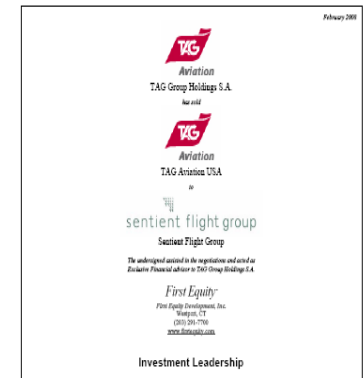 February 2008
TAG
Aviation
TAG Group Holdings S.A.
has sold
TAG
Aviation
TAG Aviation USA
to
sentient flight group
Sentient Flight Group
The undersigned assisted in the negotiations and acted as
Exclusive Financial advisor to TAG Group Holdings S.A.
First Equity
First Equity Development, Inc.
Westport, CT
(203) 291-7700
www.firstequity.com
Investment Leadership